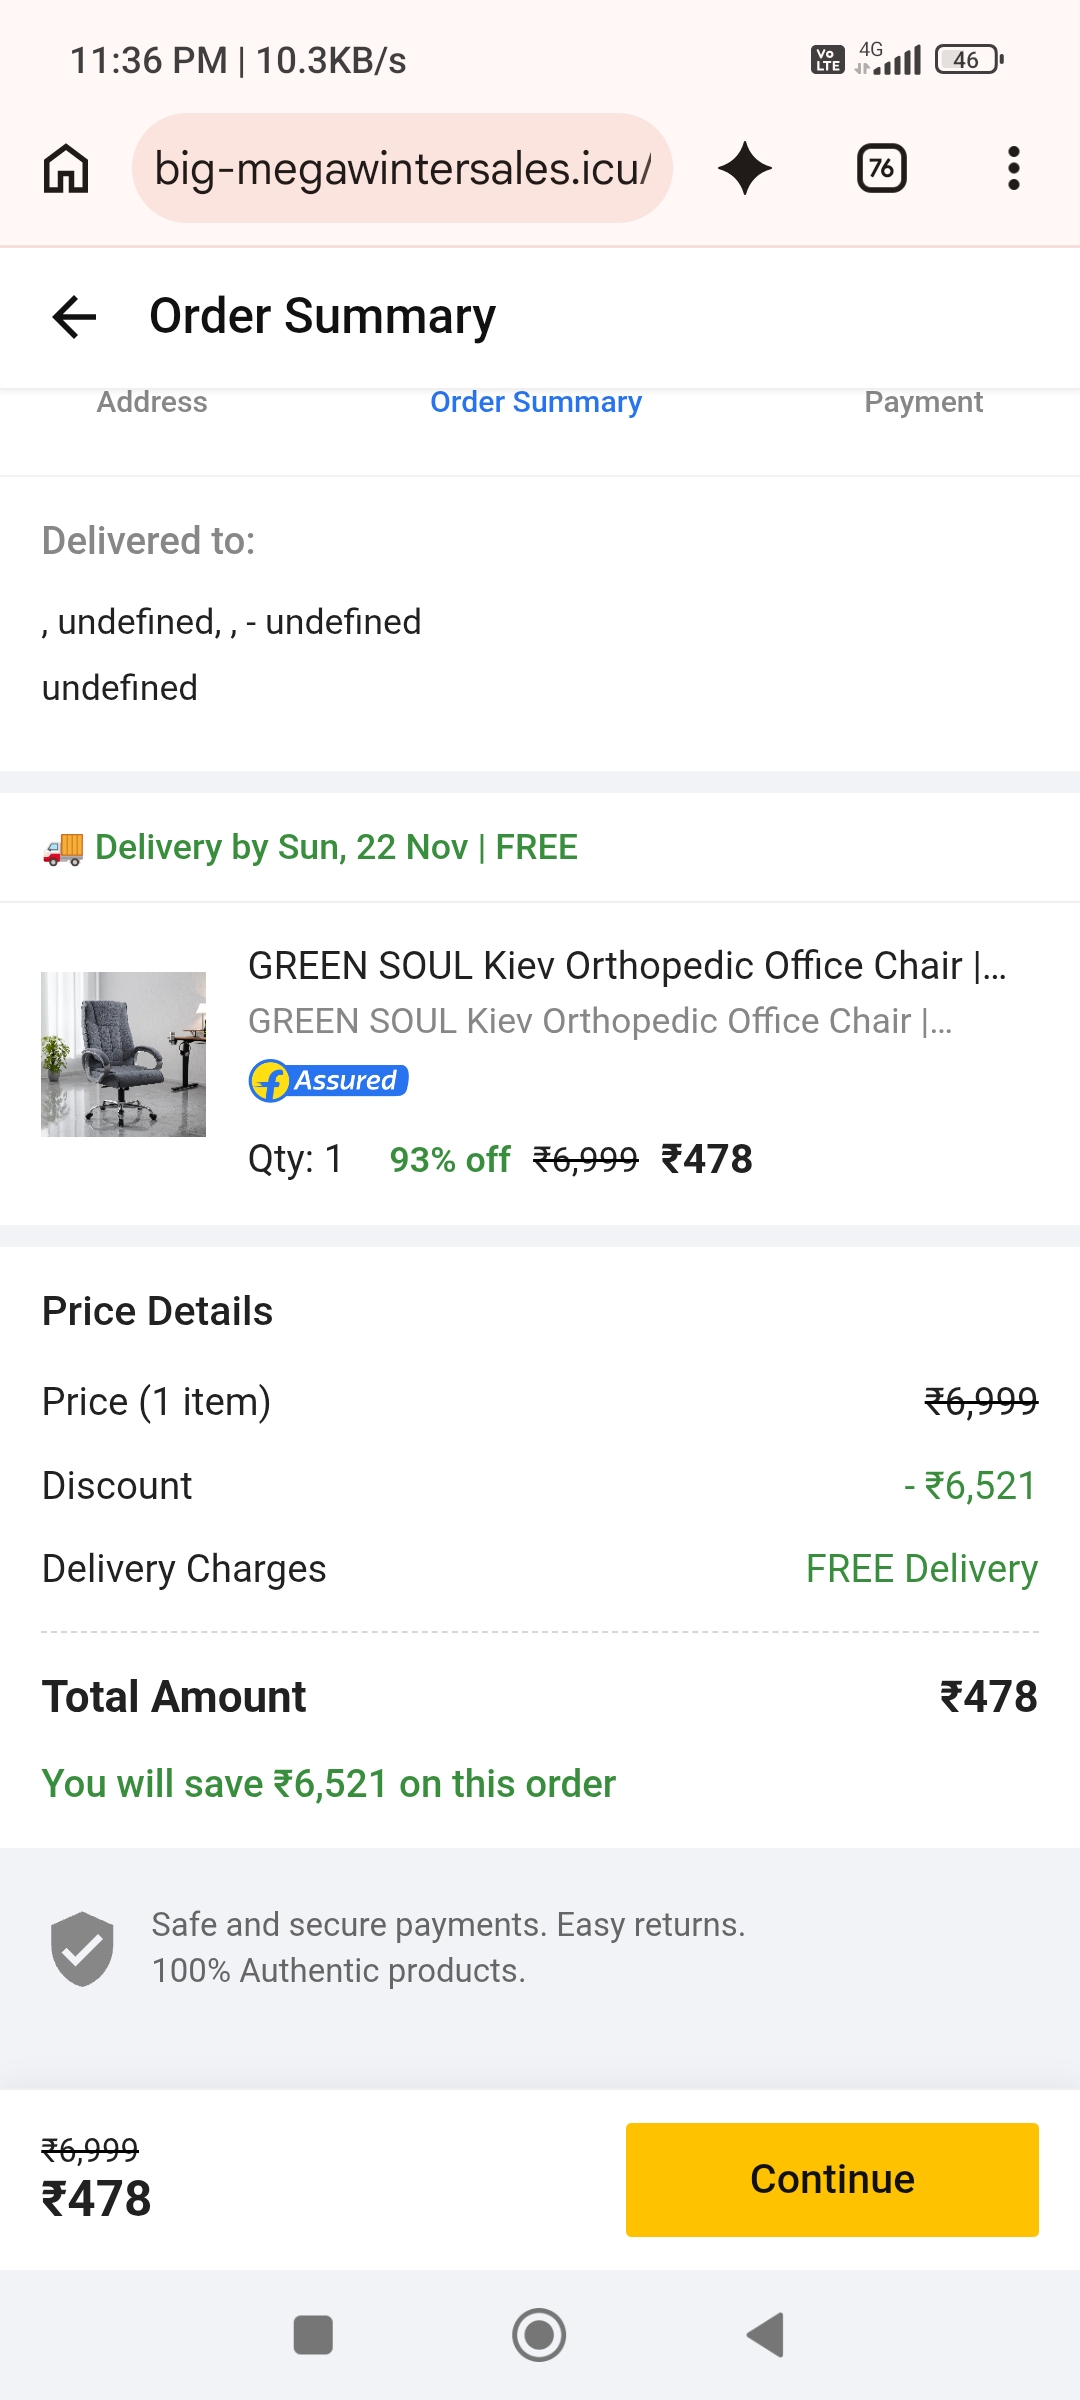 11:36 PM | 10.3KB/s
Vo LTE 4G 46
big-megawintersales.icu/
76
Order Summary
Address Order Summary Payment
Delivered to:
, undefined, , - undefined
undefined
Delivery by Sun, 22 Nov | FREE
GREEN SOUL Kiev Orthopedic Office Chair |...
GREEN SOUL Kiev Orthopedic Office Chair |...
f Assured
Qty: 1 93% off ₹6,999 ₹478
Price Details
Price (1 item) ₹6,999
Discount - ₹6,521
Delivery Charges FREE Delivery
Total Amount ₹478
You will save ₹6,521 on this order
Safe and secure payments. Easy returns.
100% Authentic products.
₹6,999
₹478
Continue